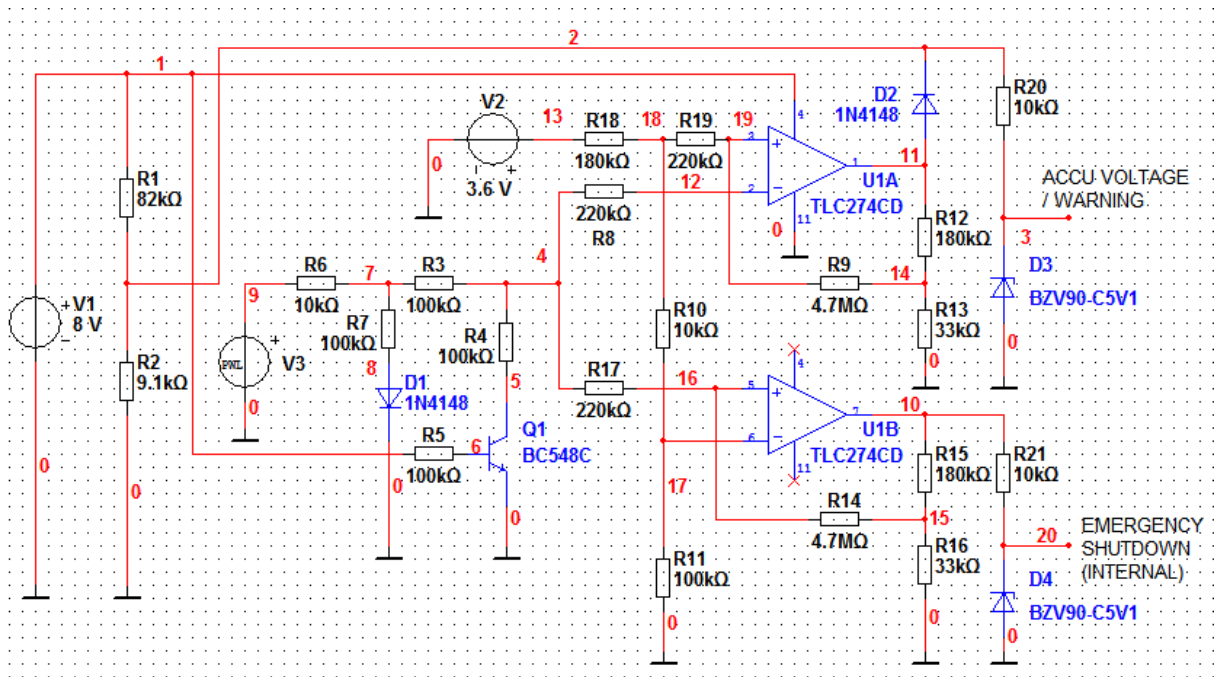 2
1
V2
13
R18
18
R19
19
3
4
D2
1N4148
R20
10kΩ
180kΩ
220kΩ
1
11
0
3.6 V
12
2
U1A
TLC274CD
ACCU VOLTAGE
/ WARNING
R1
82kΩ
220kΩ
R8
11
0
R12
180kΩ
3
4
R6
7
R3
R9
14
D3
9
10kΩ
100kΩ
4.7MΩ
BZV90-C5V1
V1
8 V
R7
100kΩ
R4
100kΩ
R10
10kΩ
R13
33kΩ
0
0
R2
9.1kΩ
PWL
V3
8
D1
1N4148
5
R17
220kΩ
16
4
5
7
10
0
Q1
BC548C
U1B
TLC274CD
R5
100kΩ
6
6
11
R15
180kΩ
R21
10kΩ
0
0
0
17
0
R14
4.7MΩ
15
EMERGENCY
SHUTDOWN
(INTERNAL)
20
R11
100kΩ
R16
33kΩ
D4
BZV90-C5V1
0
0
0